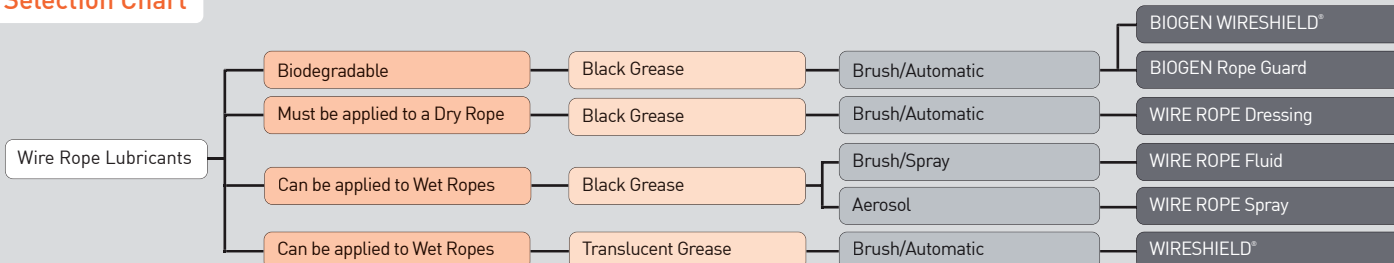 Selection Chart
BIOGEN WIRESHIELD®
Biodegradable
Black Grease
Brush/Automatic
BIOGEN Rope Guard
Must be applied to a Dry Rope
Black Grease
Brush/Automatic
WIRE ROPE Dressing
Wire Rope Lubricants
Can be applied to Wet Ropes
Black Grease
Brush/Spray
WIRE ROPE Fluid
Aerosol
WIRE ROPE Spray
Can be applied to Wet Ropes
Translucent Grease
Brush/Automatic
WIRESHIELD®